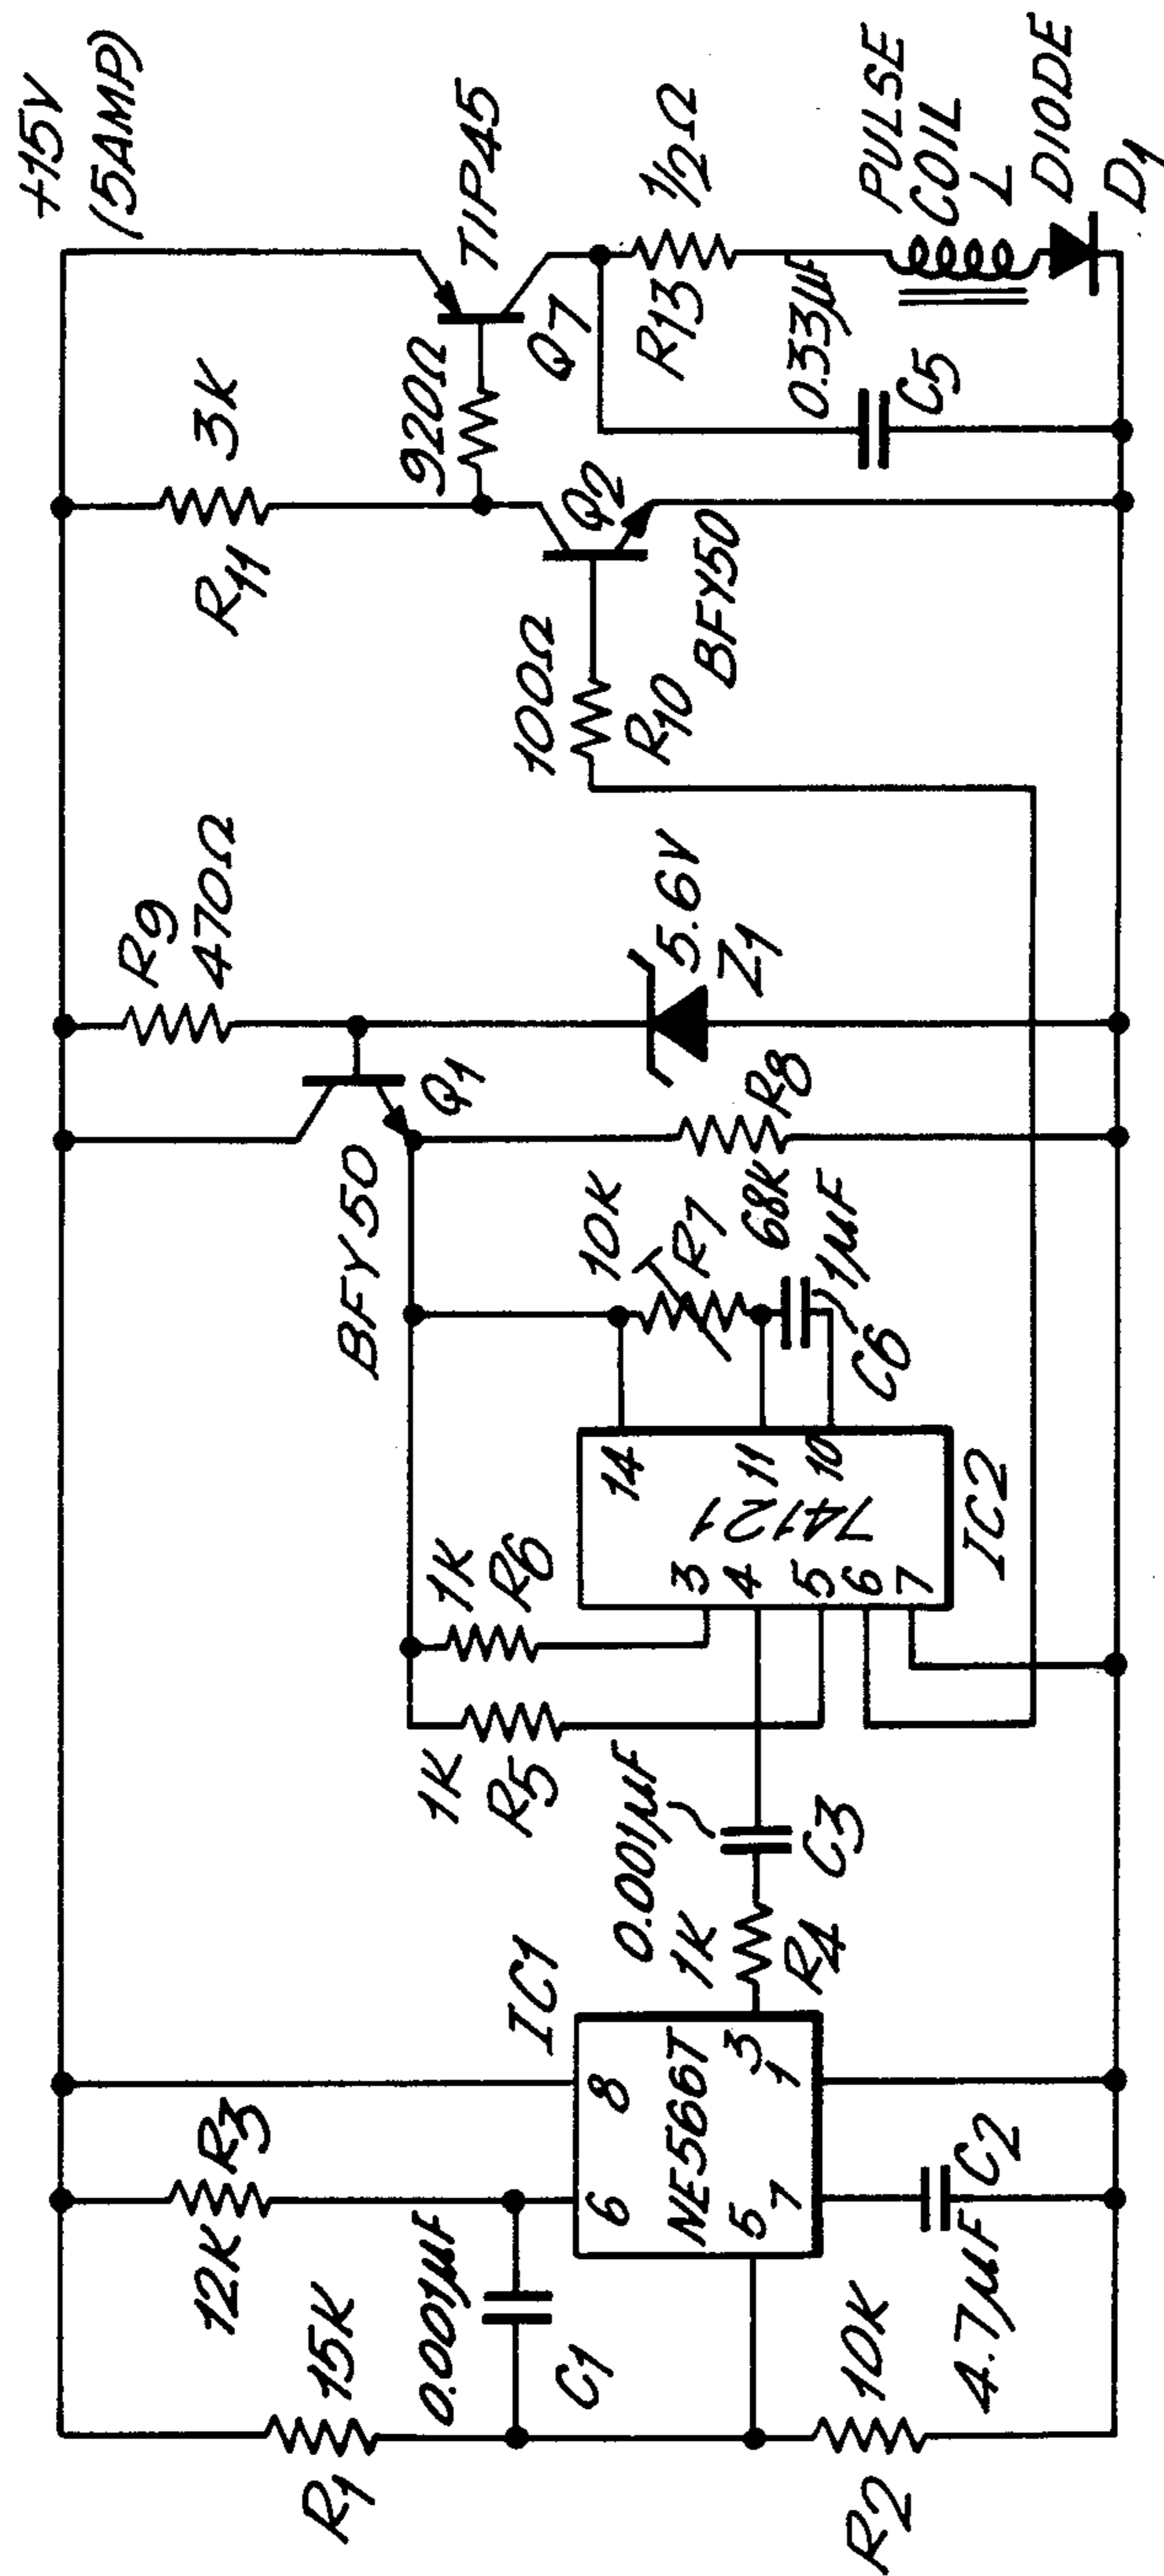 +15V
(5AMP)
R1
15K
R3
12K
0.001µF
C1
R2
10K
4.7µF
C2
IC1
NE566T
8
6
5
7
3
1
1K
R4
0.001µF
C3
1K
R5
1K
R6
IC2
74121
14
11
10
3
4
5
6
7
10K
R7
68K
R8
1µF
C6
BFY50
Q1
R9
470Ω
5.6V
Z1
100Ω
R10
R11
3K
Q2
BFY50
920Ω
TIP45
Q7
R13
½Ω
0.33µF
C5
PULSE
COIL
L
DIODE
D1